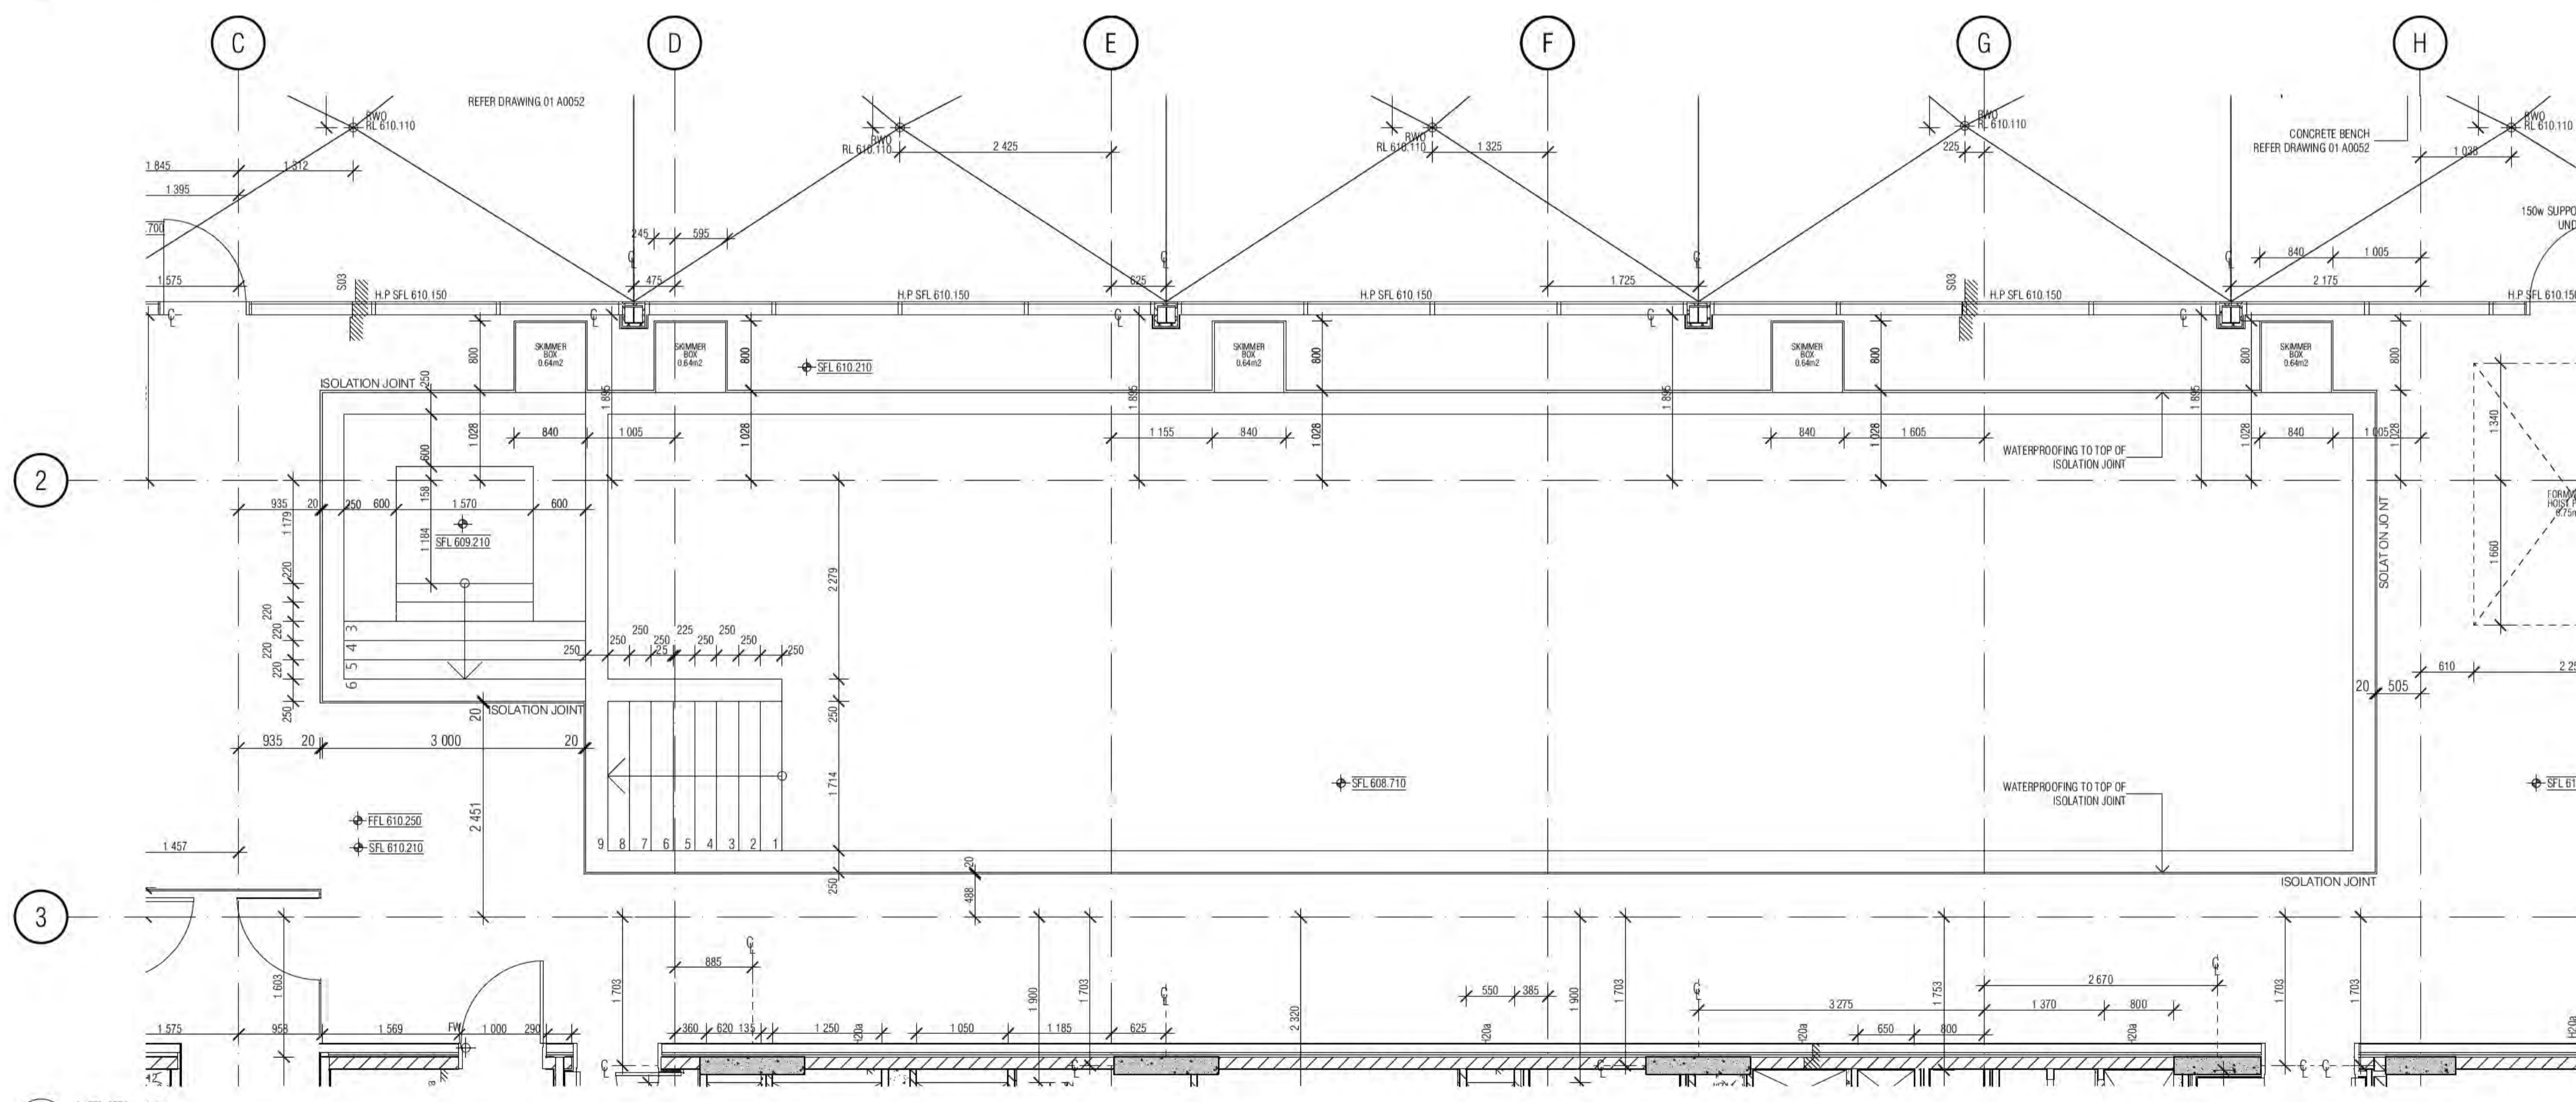 C
D
E
F
G
H
REFER DRAWING 01 A0052
RWO
RL 610.110
RWO
RL 610.110
RWO
RL 610.110
RWO
RL 610.110
RWO
RL 610.110
CONCRETE BENCH
REFER DRAWING 01 A0052
1 845
1 312
2 425
1 325
225
1 038
1 395
700
245
595
840
1 005
1 575
475
625
1 725
2 175
S03
S03
H.P SFL 610.150
H.P SFL 610.150
H.P SFL 610.150
H.P SFL 610.150
SKIMMER
BOX
0.64m2
SKIMMER
BOX
0.64m2
SKIMMER
BOX
0.64m2
SKIMMER
BOX
0.64m2
SKIMMER
BOX
0.64m2
800
800
800
800
800
800
SFL 610.210
ISOLATION JOINT
250
1 895
1 895
1 895
1 895
1 340
600
1 028
840
1 005
1 028
1 155
840
1 028
840
1 028
1 605
1 028
840
1 005
1 028
WATERPROOFING TO TOP OF
ISOLATION JOINT
2
935
20
250
600
158
1 570
600
1 179
1 184
SFL 609.210
220
220
220
220
220
250
3
4
5
6
2 279
1 660
250
250
250
250
25
225
250
250
250
250
610
20
505
20
ISOLATION JOINT
250
935
20
3 000
20
1 714
SFL 608.710
WATERPROOFING TO TOP OF
ISOLATION JOINT
2 451
FFL 610.250
SFL 610.210
1 457
9
8
7
6
5
4
3
2
1
250
20
488
ISOLATION JOINT
3
885
2 670
1 603
1 703
1 900
1 703
2 320
550
385
1 900
1 703
3 275
1 753
1 370
800
1 703
1 703
1 575
958
1 569
FW
1 000
290
360
620
135
1 250
1 050
1 185
625
650
800